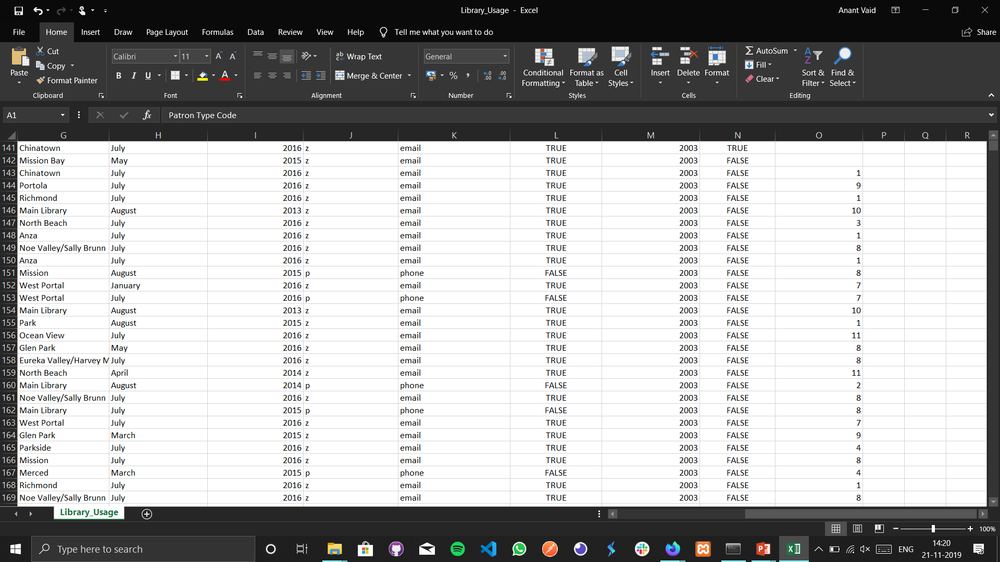 Library_Usage - Excel
Anant Vaid
File Home Insert Draw Page Layout Formulas Data Review View Help Tell me what you want to do Share
Paste
Cut
Copy
Format Painter
Clipboard
Calibri 11
B I U
Font
Wrap Text
Merge & Center
Alignment
General
Number
Conditional Formatting
Format as Table
Cell Styles
Styles
Insert Delete Format
Cells
AutoSum
Fill
Clear
Sort & Filter
Find & Select
Editing
A1 fx Patron Type Code
G H I J K L M N O P Q R
141 Chinatown July 2016 z email TRUE 2003 TRUE
142 Mission Bay May 2015 z email TRUE 2003 FALSE
143 Chinatown July 2016 z email TRUE 2003 FALSE 1
144 Portola July 2016 z email TRUE 2003 FALSE 9
145 Richmond July 2016 z email TRUE 2003 FALSE 1
146 Main Library August 2013 z email TRUE 2003 FALSE 10
147 North Beach July 2016 z email TRUE 2003 FALSE 3
148 Anza July 2016 z email TRUE 2003 FALSE 1
149 Noe Valley/Sally Brunn July 2016 z email TRUE 2003 FALSE 8
150 Anza July 2016 z email TRUE 2003 FALSE 1
151 Mission August 2015 p phone FALSE 2003 FALSE 8
152 West Portal January 2016 z email TRUE 2003 FALSE 7
153 West Portal July 2016 p phone FALSE 2003 FALSE 7
154 Main Library August 2013 z email TRUE 2003 FALSE 10
155 Park August 2015 z email TRUE 2003 FALSE 1
156 Ocean View July 2016 z email TRUE 2003 FALSE 11
157 Glen Park May 2016 z email TRUE 2003 FALSE 8
158 Eureka Valley/Harvey M July 2016 z email TRUE 2003 FALSE 8
159 North Beach April 2014 z email TRUE 2003 FALSE 11
160 Main Library August 2014 p phone FALSE 2003 FALSE 2
161 Noe Valley/Sally Brunn July 2016 z email TRUE 2003 FALSE 8
162 Main Library July 2015 p phone FALSE 2003 FALSE 8
163 West Portal July 2016 z email TRUE 2003 FALSE 7
164 Glen Park March 2015 z email TRUE 2003 FALSE 9
165 Parkside July 2016 z email TRUE 2003 FALSE 4
166 Mission July 2016 z email TRUE 2003 FALSE 8
167 Merced March 2015 p phone FALSE 2003 FALSE 4
168 Richmond July 2016 z email TRUE 2003 FALSE 1
169 Noe Valley/Sally Brunn July 2016 z email TRUE 2003 FALSE 8
Library_Usage
100%
Type here to search
ENG
14:20
21-11-2019